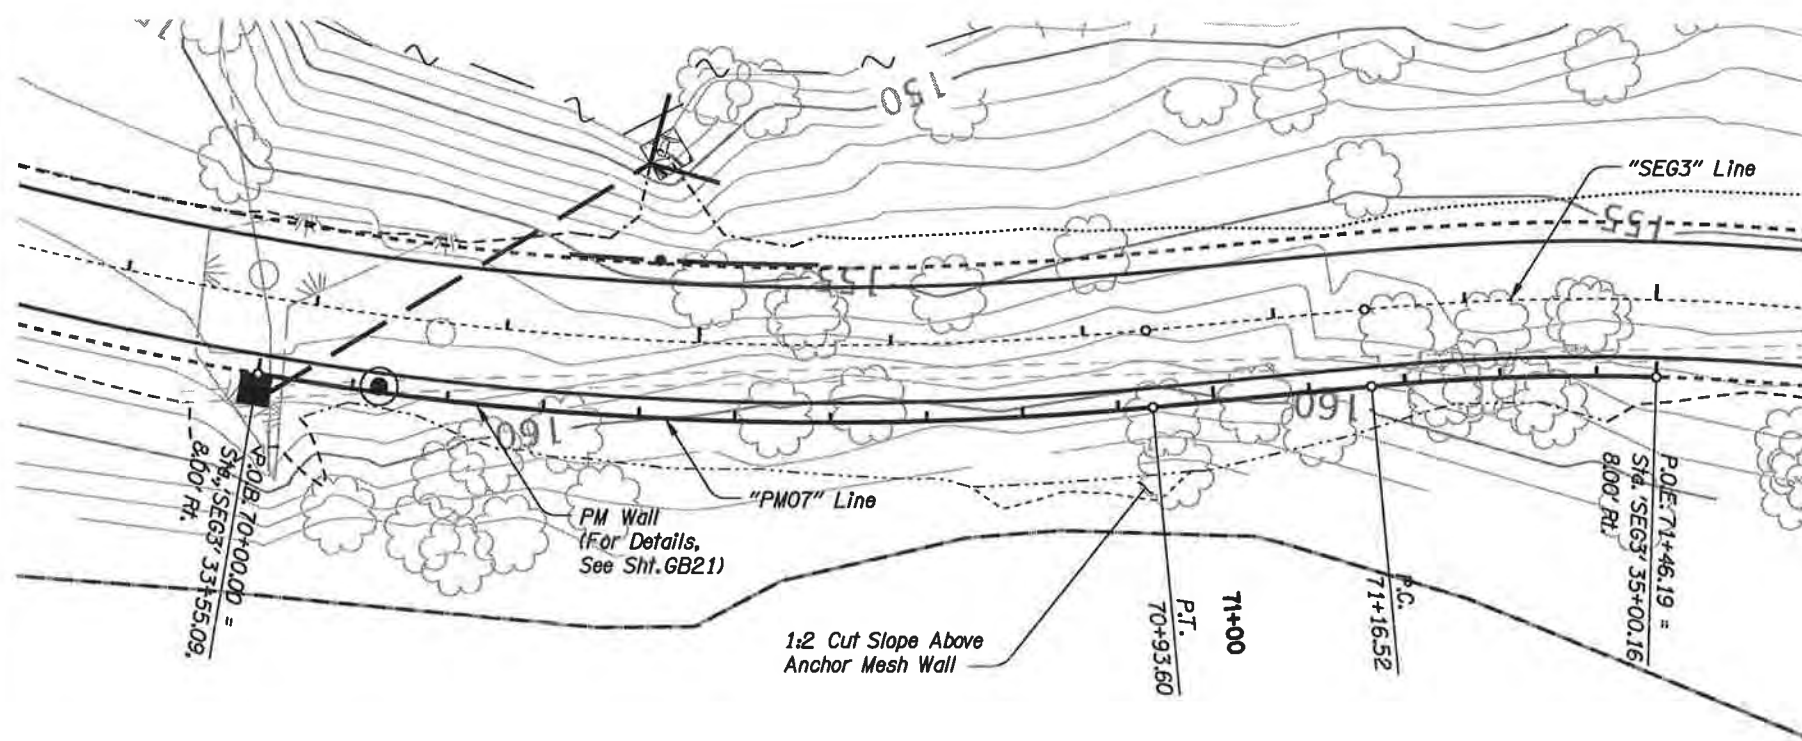 150
"SEG3" Line
155
155
160
160
"PM07" Line
PM Wall
(For Details,
See Sht.GB21)
1:2 Cut Slope Above
Anchor Mesh Wall
P.O.B. 70+00.00 =
Sta. "SEG3" 33+55.09,
8.00' Rt.
P.T.
70+93.60
71+00
P.C.
71+16.52
P.O.E. 71+46.19 =
Sta. "SEG3" 35+00.16
8.00' Rt.